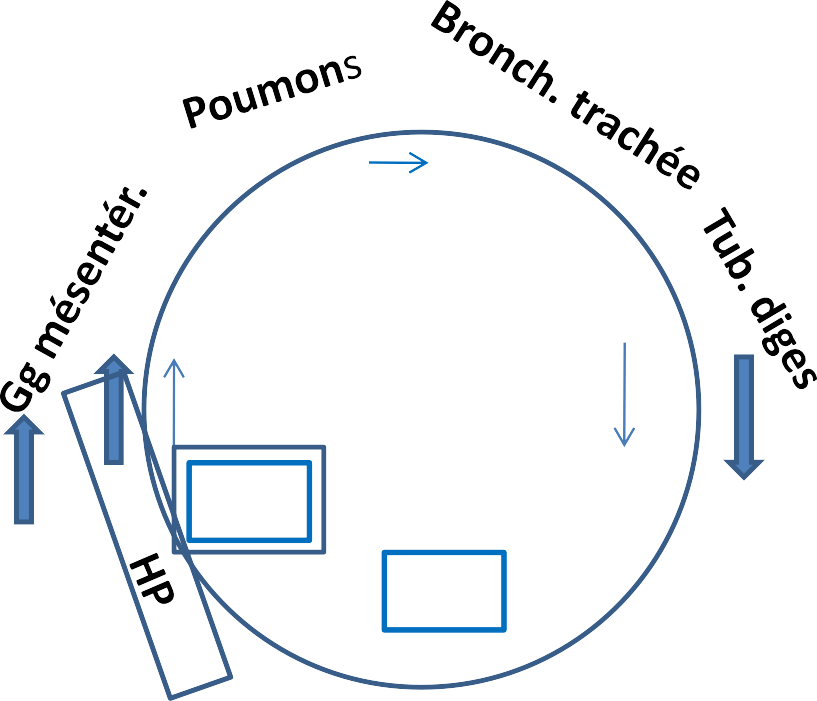 Bronch. trachée
Poumons
Tub. diges
Gg mésentér.
HP